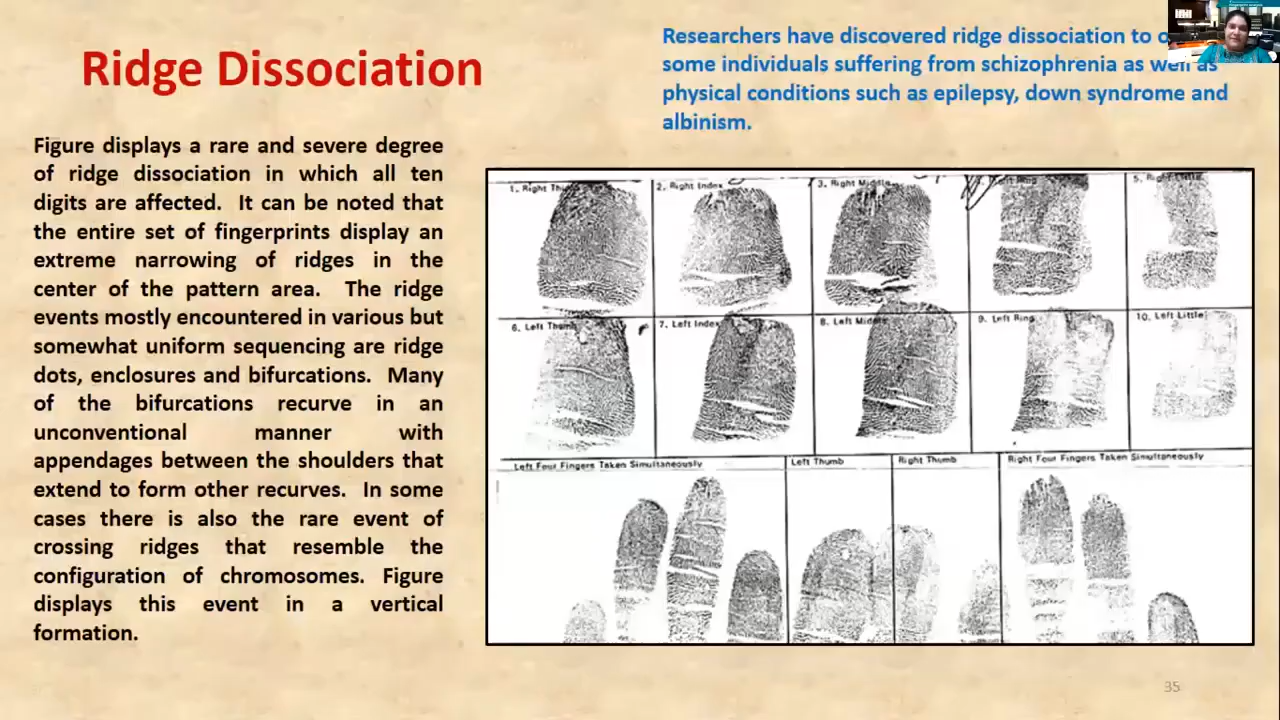 Ridge Dissociation
Researchers have discovered ridge dissociation to
some individuals suffering from schizophrenia as well as
physical conditions such as epilepsy, down syndrome and
albinism.
Figure displays a rare and severe degree
of ridge dissociation in which all ten
digits are affected. It can be noted that
the entire set of fingerprints display an
extreme narrowing of ridges in the
center of the pattern area. The ridge
events mostly encountered in various but
somewhat uniform sequencing are ridge
dots, enclosures and bifurcations. Many
of the bifurcations recurve in an
unconventional manner with
appendages between the shoulders that
extend to form other recurves. In some
cases there is also the rare event of
crossing ridges that resemble the
configuration of chromosomes. Figure
displays this event in a vertical
formation.
1. Right
2. Right Index
3. Right Middle
5. Right Little
6. Left Thumb
7. Left Index
8. Left Middle
9. Left Ring
10. Left Little
Left Four Fingers Taken Simultaneously
Left Thumb
Right Thumb
Right Four Fingers Taken Simultaneously
35